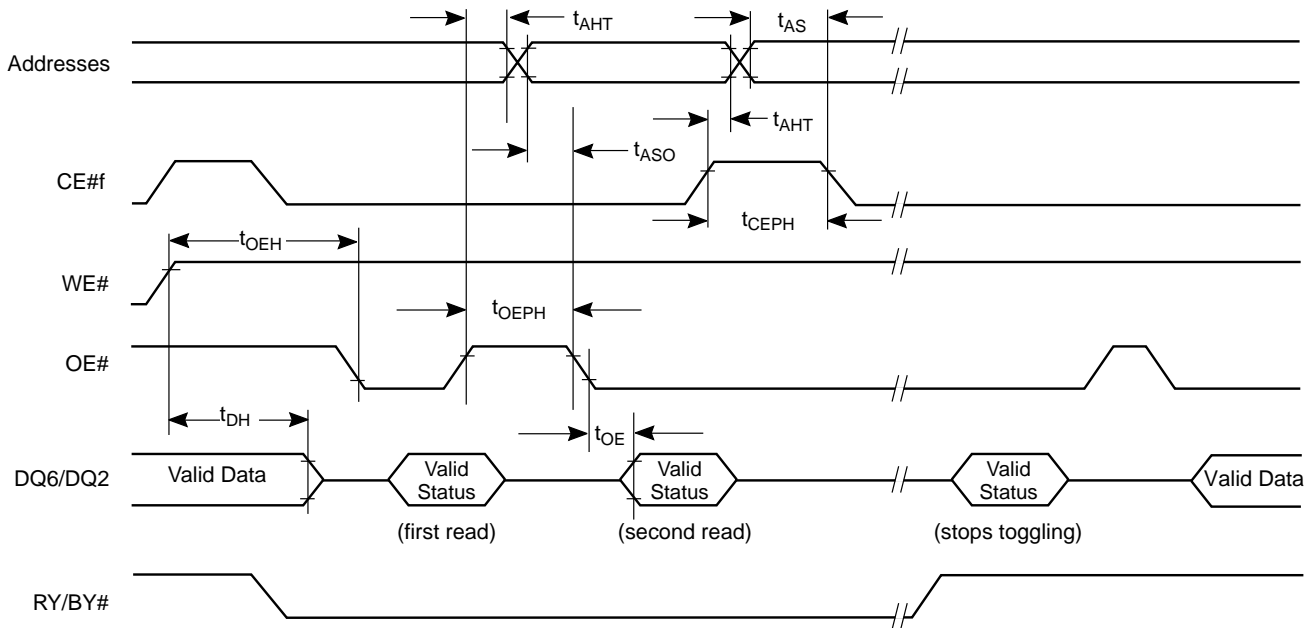 tAHT
tAS
Addresses
tAHT
tASO
CE#f
tCEPH
tOEH
WE#
tOEPH
OE#
tDH
tOE
DQ6/DQ2
Valid Data
Valid
Status
Valid
Status
Valid
Status
Valid Data
(first read)
(second read)
(stops toggling)
RY/BY#